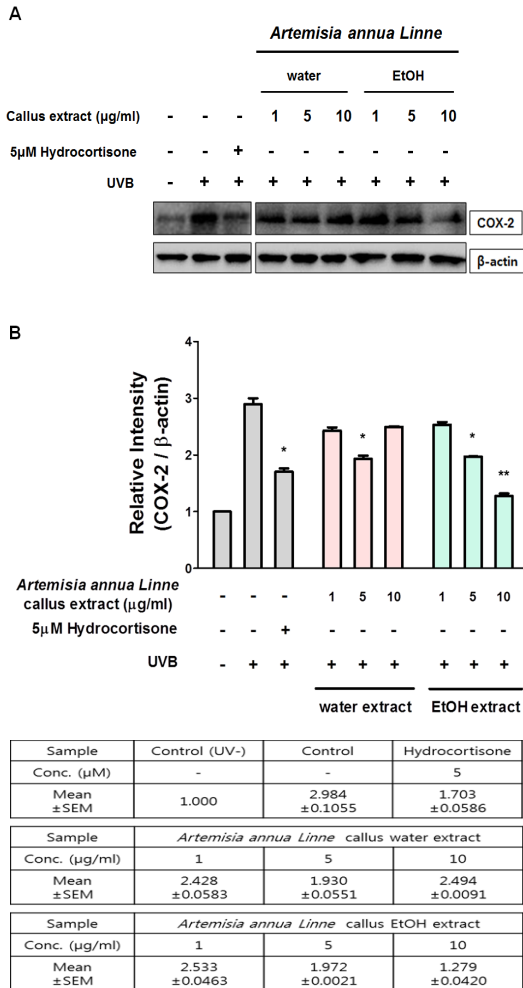 A
Artemisia annua Linne
water EtOH
Callus extract (μg/ml) - - - 1 5 10 1 5 10
5μM Hydrocortisone - - + - - - - - -
UVB - + + + + + + + +
COX-2
β-actin
B
Relative Intensity
(COX-2 / β-actin)
4
3
2
1
0
* * * **
Artemisia annua Linne
callus extract (μg/ml) - - - 1 5 10 1 5 10
5μM Hydrocortisone - - + - - - - - -
UVB - + + + + + + + +
water extract EtOH extract
Sample Control (UV-) Control Hydrocortisone
Conc. (μM) - - 5
Mean ±SEM 1.000 2.984 ±0.1055 1.703 ±0.0586
Sample Artemisia annua Linne callus water extract
Conc. (μg/ml) 1 5 10
Mean ±SEM 2.428 ±0.0583 1.930 ±0.0551 2.494 ±0.0091
Sample Artemisia annua Linne callus EtOH extract
Conc. (μg/ml) 1 5 10
Mean ±SEM 2.533 ±0.0463 1.972 ±0.0021 1.279 ±0.0420